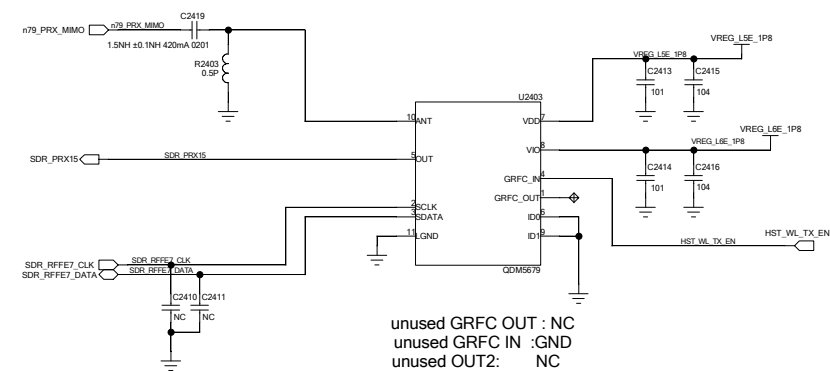 C2419
n79_PRX_MIMO
n79_PRX_MIMO
1.5NH ±0.1NH 420mA 0201
R2403
0.5P
VREG_L5E_1P8
VREG_L5E_1P8
C2413
C2415
101
104
U2403
10
ANT
VDD
7
VREG_L6E_1P8
VREG_L6E_1P8
VIO
8
SDR_PRX15
SDR_PRX15
5
OUT
C2414
C2416
101
104
GRFC_IN
4
GRFC_OUT
1
2
SCLK
3
SDATA
ID0
6
11
LGND
ID1
9
HST_WL_TX_EN
HST_WL_TX_EN
SDR_RFFE7_CLK
SDR_RFFE7_CLK
SDR_RFFE7_DATA
SDR_RFFE7_DATA
QDM5679
C2410
C2411
NC
NC
unused GRFC OUT : NC
unused GRFC IN :GND
unused OUT2: NC